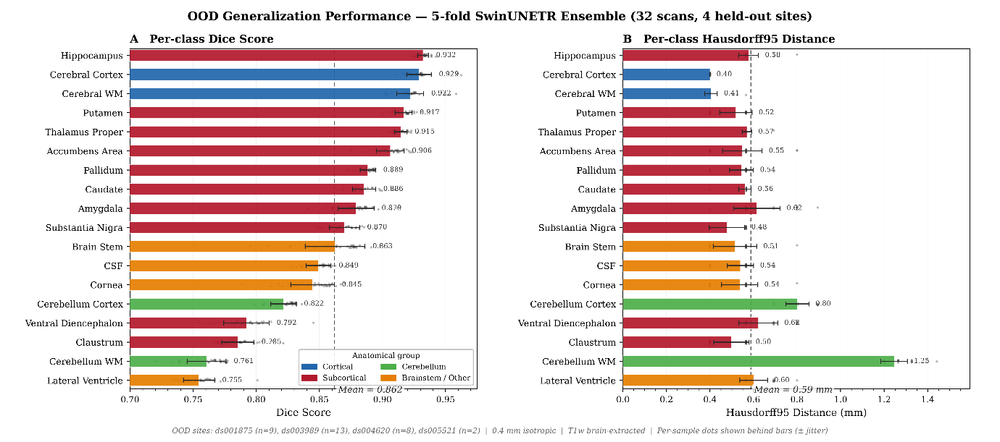 OOD Generalization Performance — 5-fold SwinUNETR Ensemble (32 scans, 4 held-out sites)
A Per-class Dice Score
Hippocampus 0.932
Cerebral Cortex 0.929
Cerebral WM 0.922
Putamen 0.917
Thalamus Proper 0.915
Accumbens Area 0.906
Pallidum 0.889
Caudate 0.886
Amygdala 0.879
Substantia Nigra 0.870
Brain Stem 0.863
CSF 0.849
Cornea 0.845
Cerebellum Cortex 0.822
Ventral Diencephalon 0.792
Claustrum 0.785
Cerebellum WM 0.761
Lateral Ventricle 0.755
Anatomical group
Cortical Cerebellum
Subcortical Brainstem / Other
Mean = 0.862
0.70 0.75 0.80 0.85 0.90 0.95
Dice Score
B Per-class Hausdorff95 Distance
Hippocampus 0.58
Cerebral Cortex 0.40
Cerebral WM 0.41
Putamen 0.52
Thalamus Proper 0.57
Accumbens Area 0.55
Pallidum 0.54
Caudate 0.56
Amygdala 0.62
Substantia Nigra 0.48
Brain Stem 0.51
CSF 0.54
Cornea 0.54
Cerebellum Cortex 0.80
Ventral Diencephalon 0.62
Claustrum 0.50
Cerebellum WM 1.25
Lateral Ventricle 0.60
Mean = 0.59 mm
0.0 0.2 0.4 0.6 0.8 1.0 1.2 1.4
Hausdorff95 Distance (mm)
OOD sites: ds001875 (n=9), ds003989 (n=13), ds004620 (n=8), ds005521 (n=2) | 0.4 mm isotropic | T1w brain-extracted | Per-sample dots shown behind bars (± jitter)